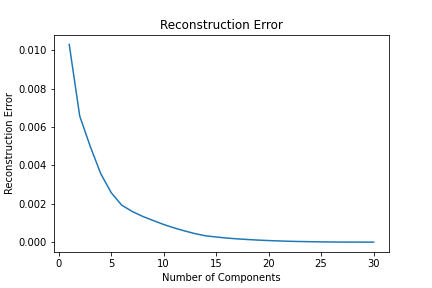 Reconstruction Error
0.010
0.008
0.006
0.004
0.002
0.000
Reconstruction Error
0 5 10 15 20 25 30
Number of Components